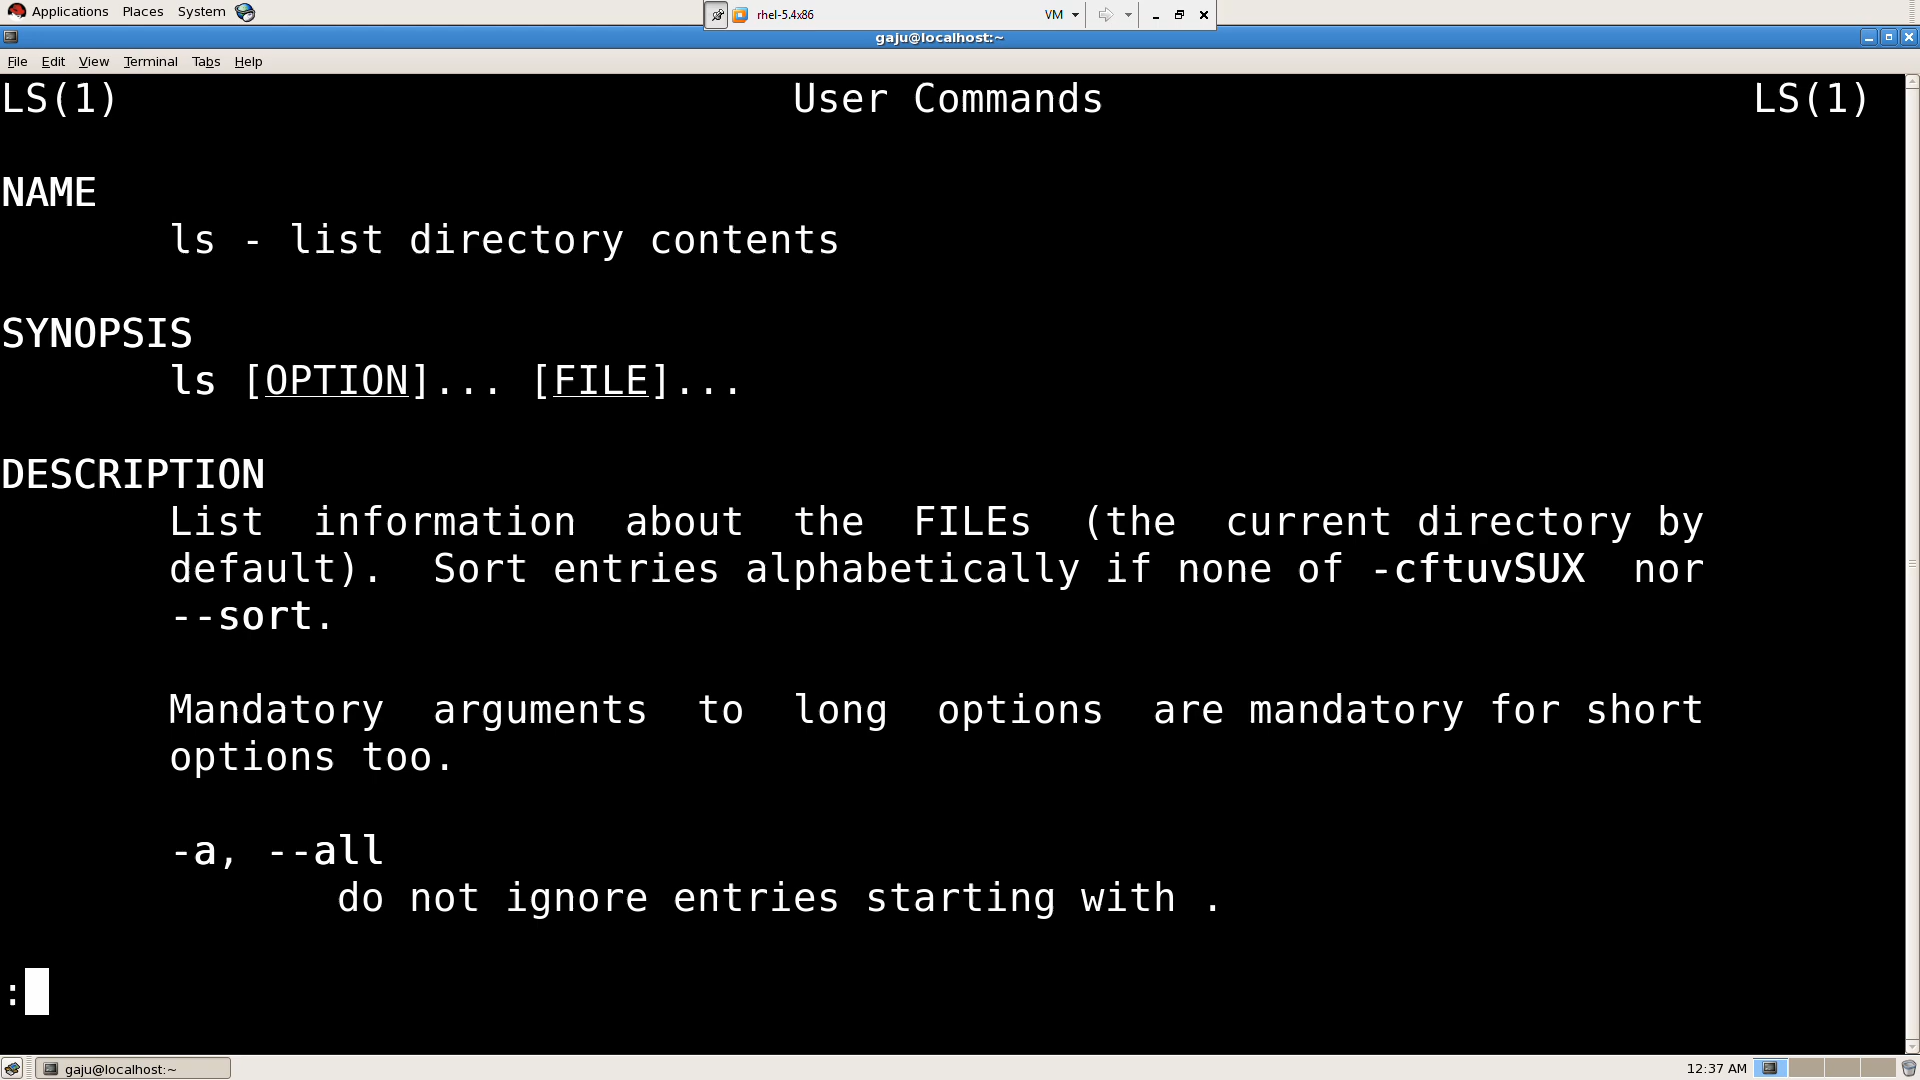 Applications Places System
rhel-5.4x86 VM
gaju@localhost:~
File Edit View Terminal Tabs Help
LS(1) User Commands LS(1)
NAME
ls - list directory contents
SYNOPSIS
ls [OPTION]... [FILE]...
DESCRIPTION
List information about the FILEs (the current directory by
default). Sort entries alphabetically if none of -cftuvSUX nor
--sort.
Mandatory arguments to long options are mandatory for short
options too.
-a, --all
do not ignore entries starting with .
:
gaju@localhost:~ 12:37 AM